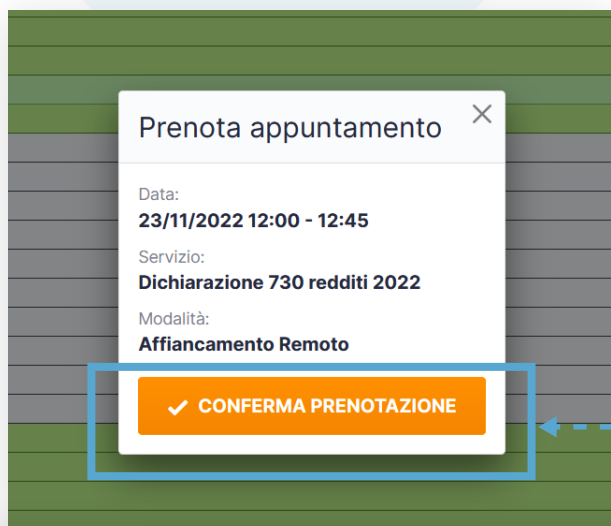 Prenota appuntamento
Data:
23/11/2022 12:00 - 12:45
Servizio:
Dichiarazione 730 redditi 2022
Modalità:
Affiancamento Remoto
CONFERMA PRENOTAZIONE